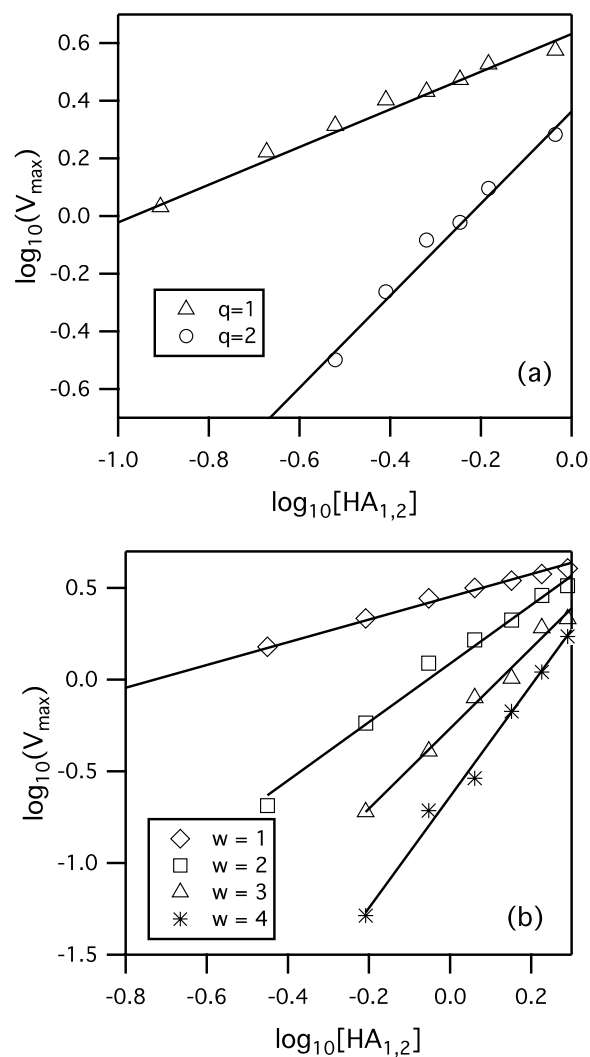 0.6
0.4
0.2
0.0
-0.2
-0.4
-0.6
log10(Vmax)
q=1
q=2
(a)
-1.0 -0.8 -0.6 -0.4 -0.2 0.0
log10[HA1,2]
0.5
0.0
-0.5
-1.0
-1.5
log10(Vmax)
w = 1
w = 2
w = 3
w = 4
(b)
-0.8 -0.6 -0.4 -0.2 0.0 0.2
log10[HA1,2]